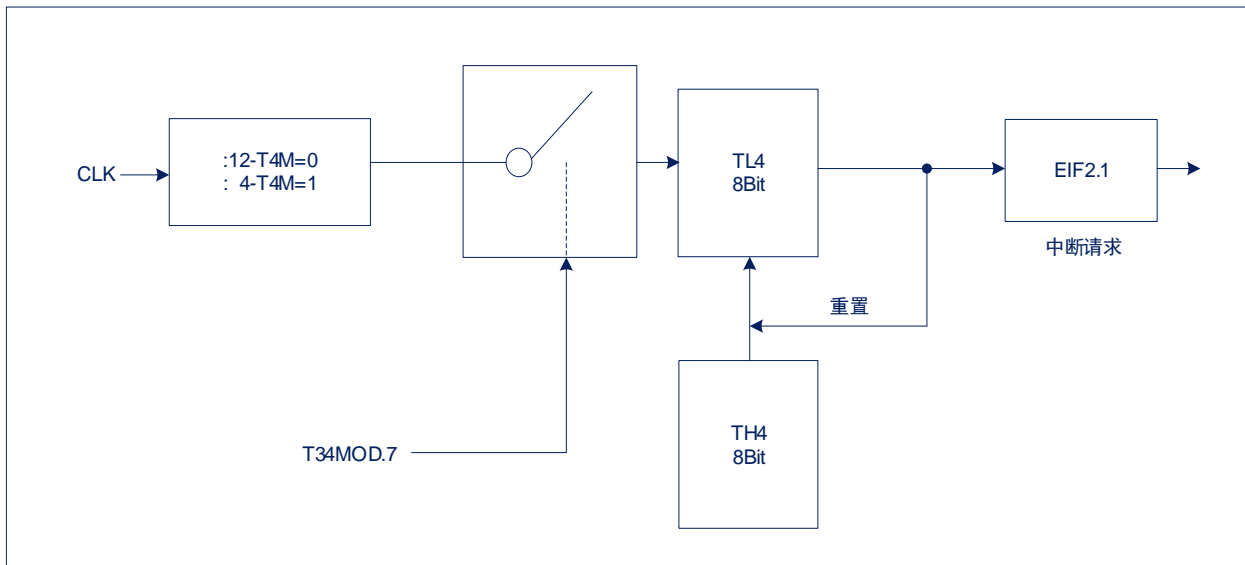 CLK
:12-T4M=0
: 4-T4M=1
TL4
8Bit
EIF2.1
中断请求
重置
TH4
8Bit
T34MOD.7